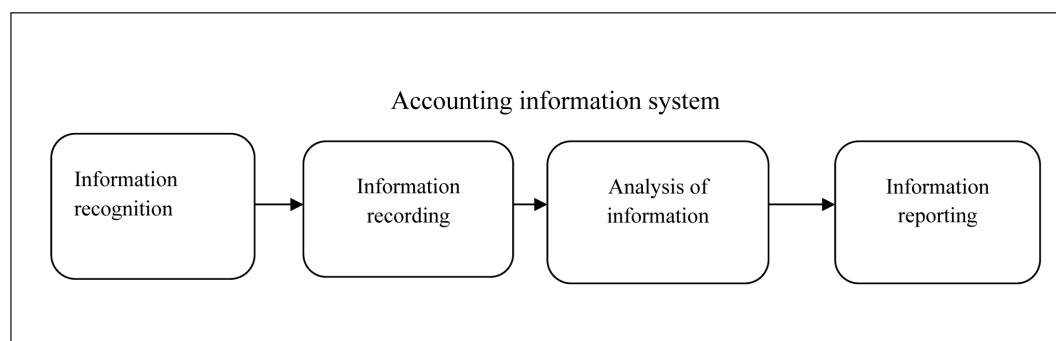 Accounting information system
Information
recognition
Information
recording
Analysis of
information
Information
reporting